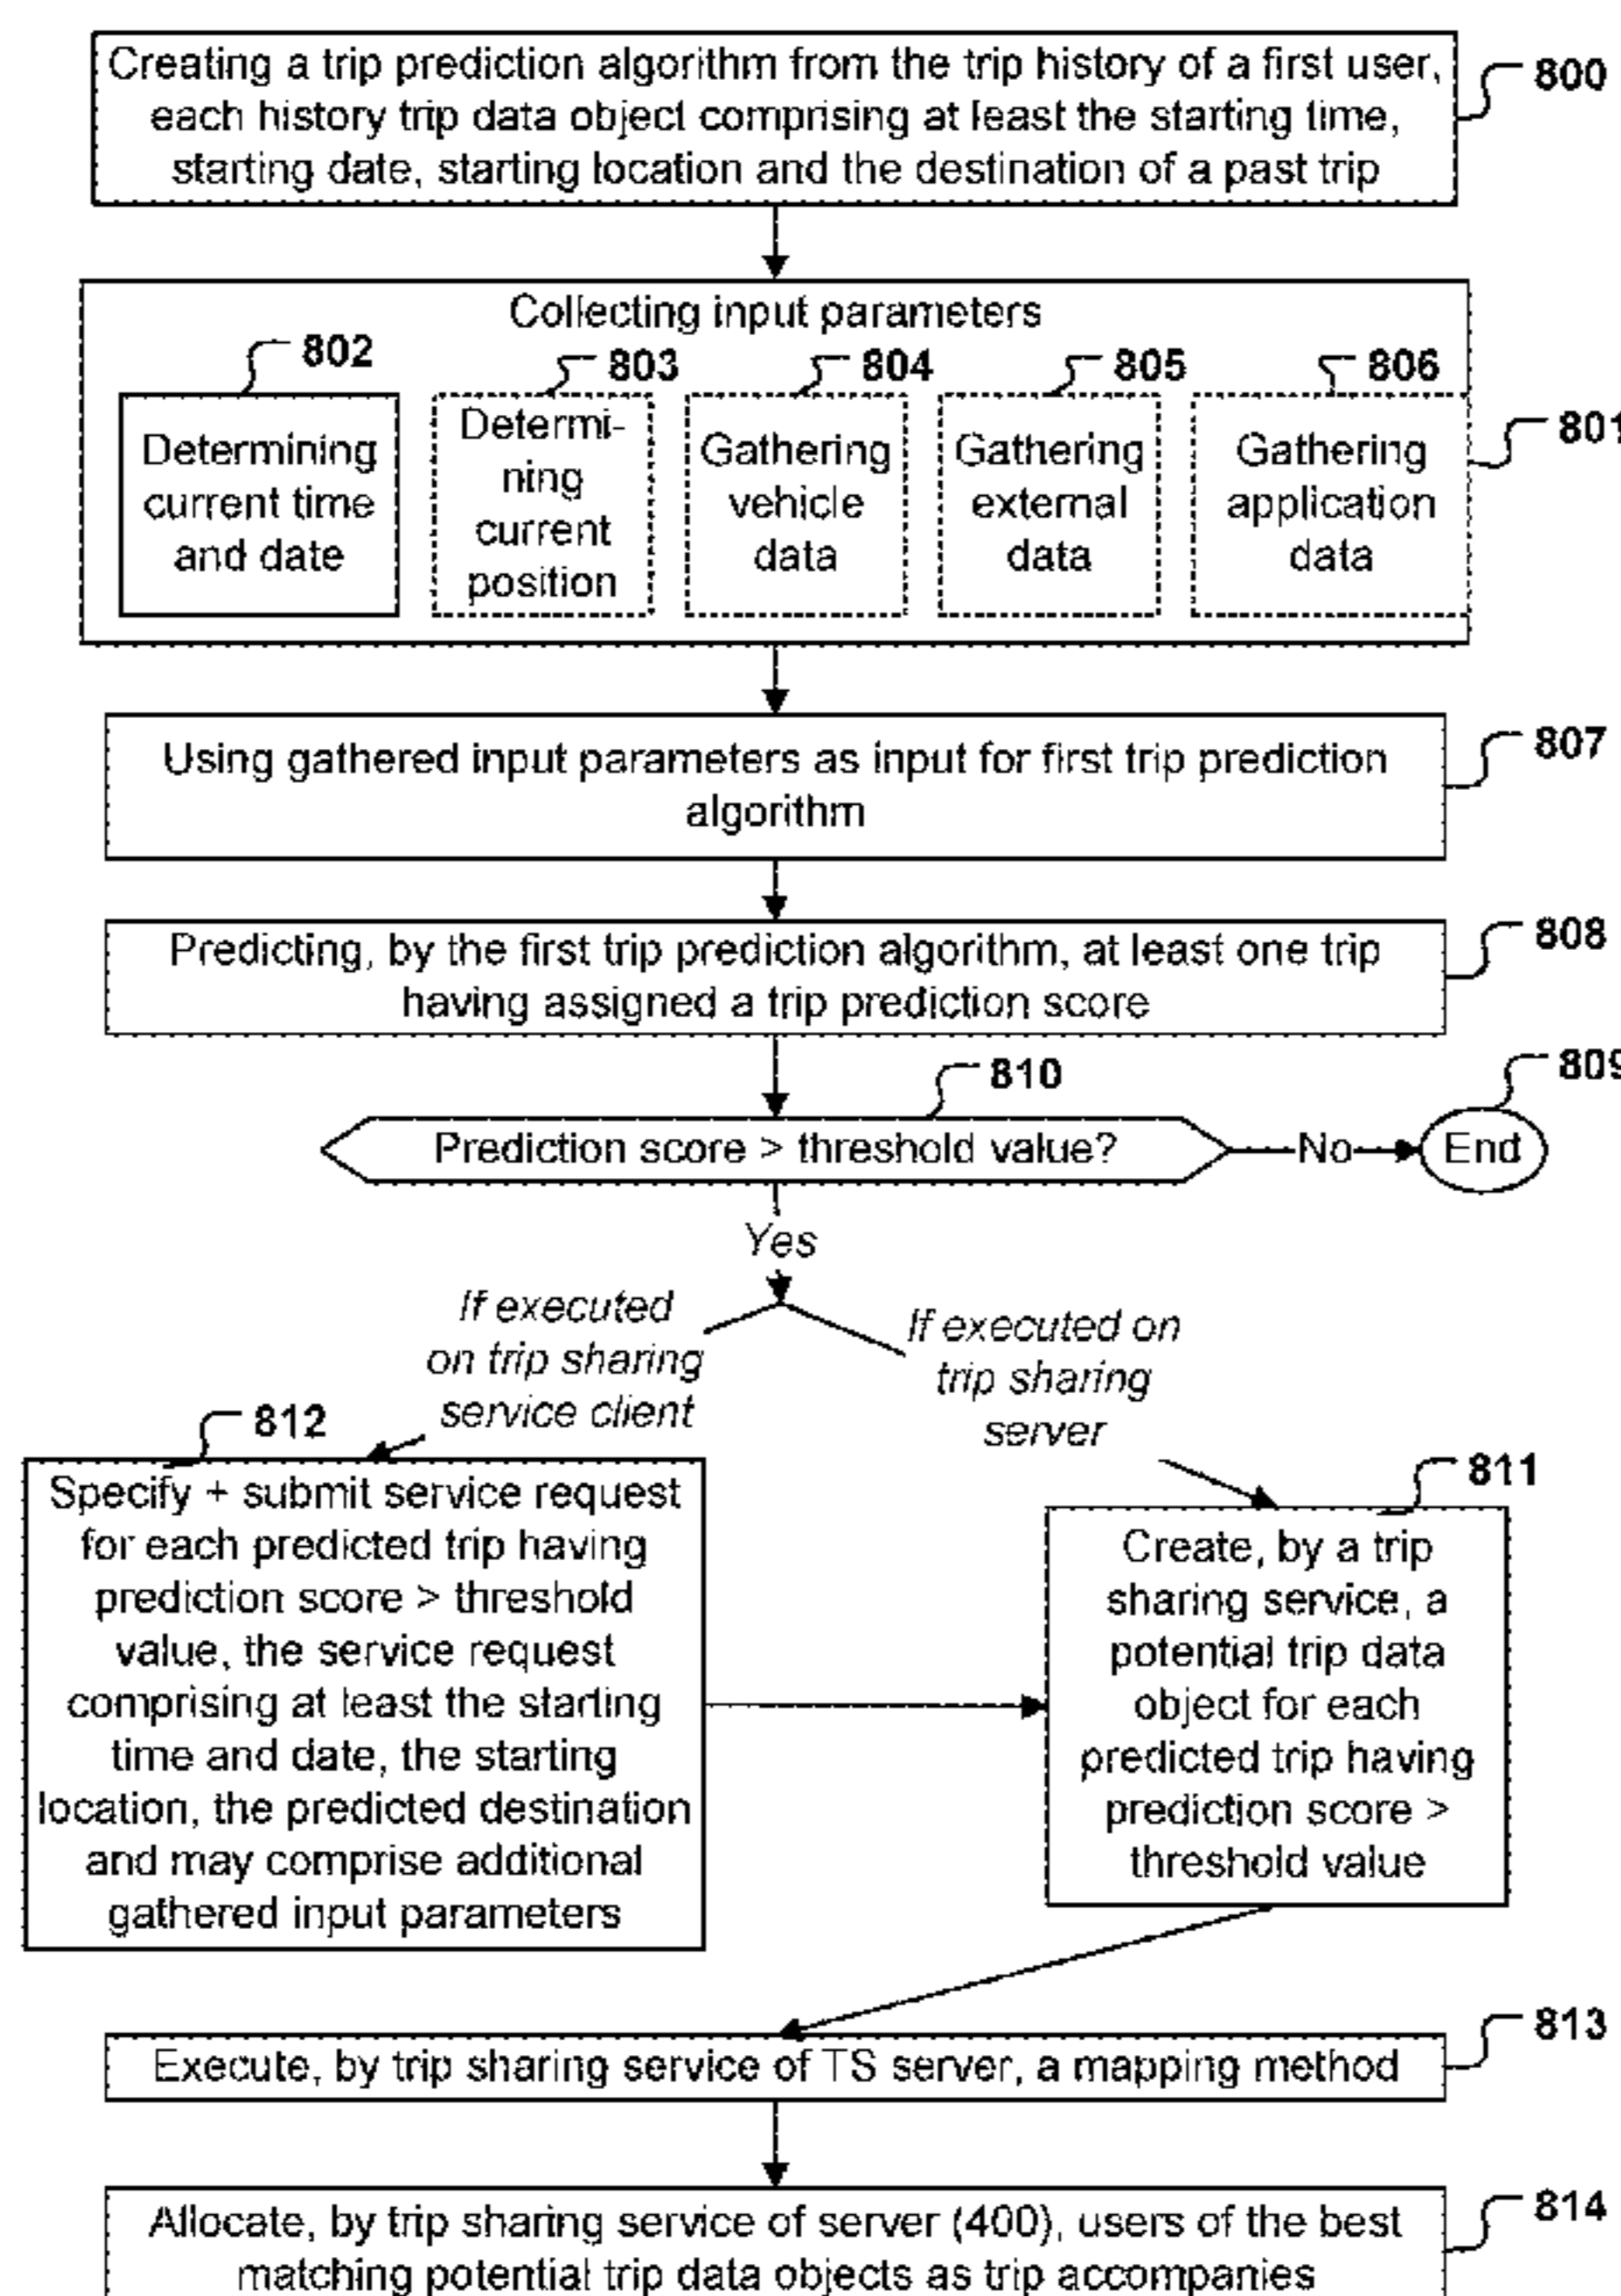 Creating a trip prediction algorithm from the trip history of a first user,
each history trip data object comprising at least the starting time,
starting date, starting location and the destination of a past trip
800
Collecting input parameters
802
803
804
805
806
801
Determining
current time
and date
Determi-
ning
current
position
Gathering
vehicle
data
Gathering
external
data
Gathering
application
data
Using gathered input parameters as input for first trip prediction
algorithm
807
Predicting, by the first trip prediction algorithm, at least one trip
having assigned a trip prediction score
808
810
809
Prediction score > threshold value?
No
End
Yes
If executed
on trip sharing
service client
If executed on
trip sharing
server
812
Specify + submit service request
for each predicted trip having
prediction score > threshold
value, the service request
comprising at least the starting
time and date, the starting
location, the predicted destination
and may comprise additional
gathered input parameters
811
Create, by a trip
sharing service, a
potential trip data
object for each
predicted trip having
prediction score >
threshold value
813
Execute, by trip sharing service of TS server, a mapping method
814
Allocate, by trip sharing service of server (400), users of the best
matching potential trip data objects as trip accompanies